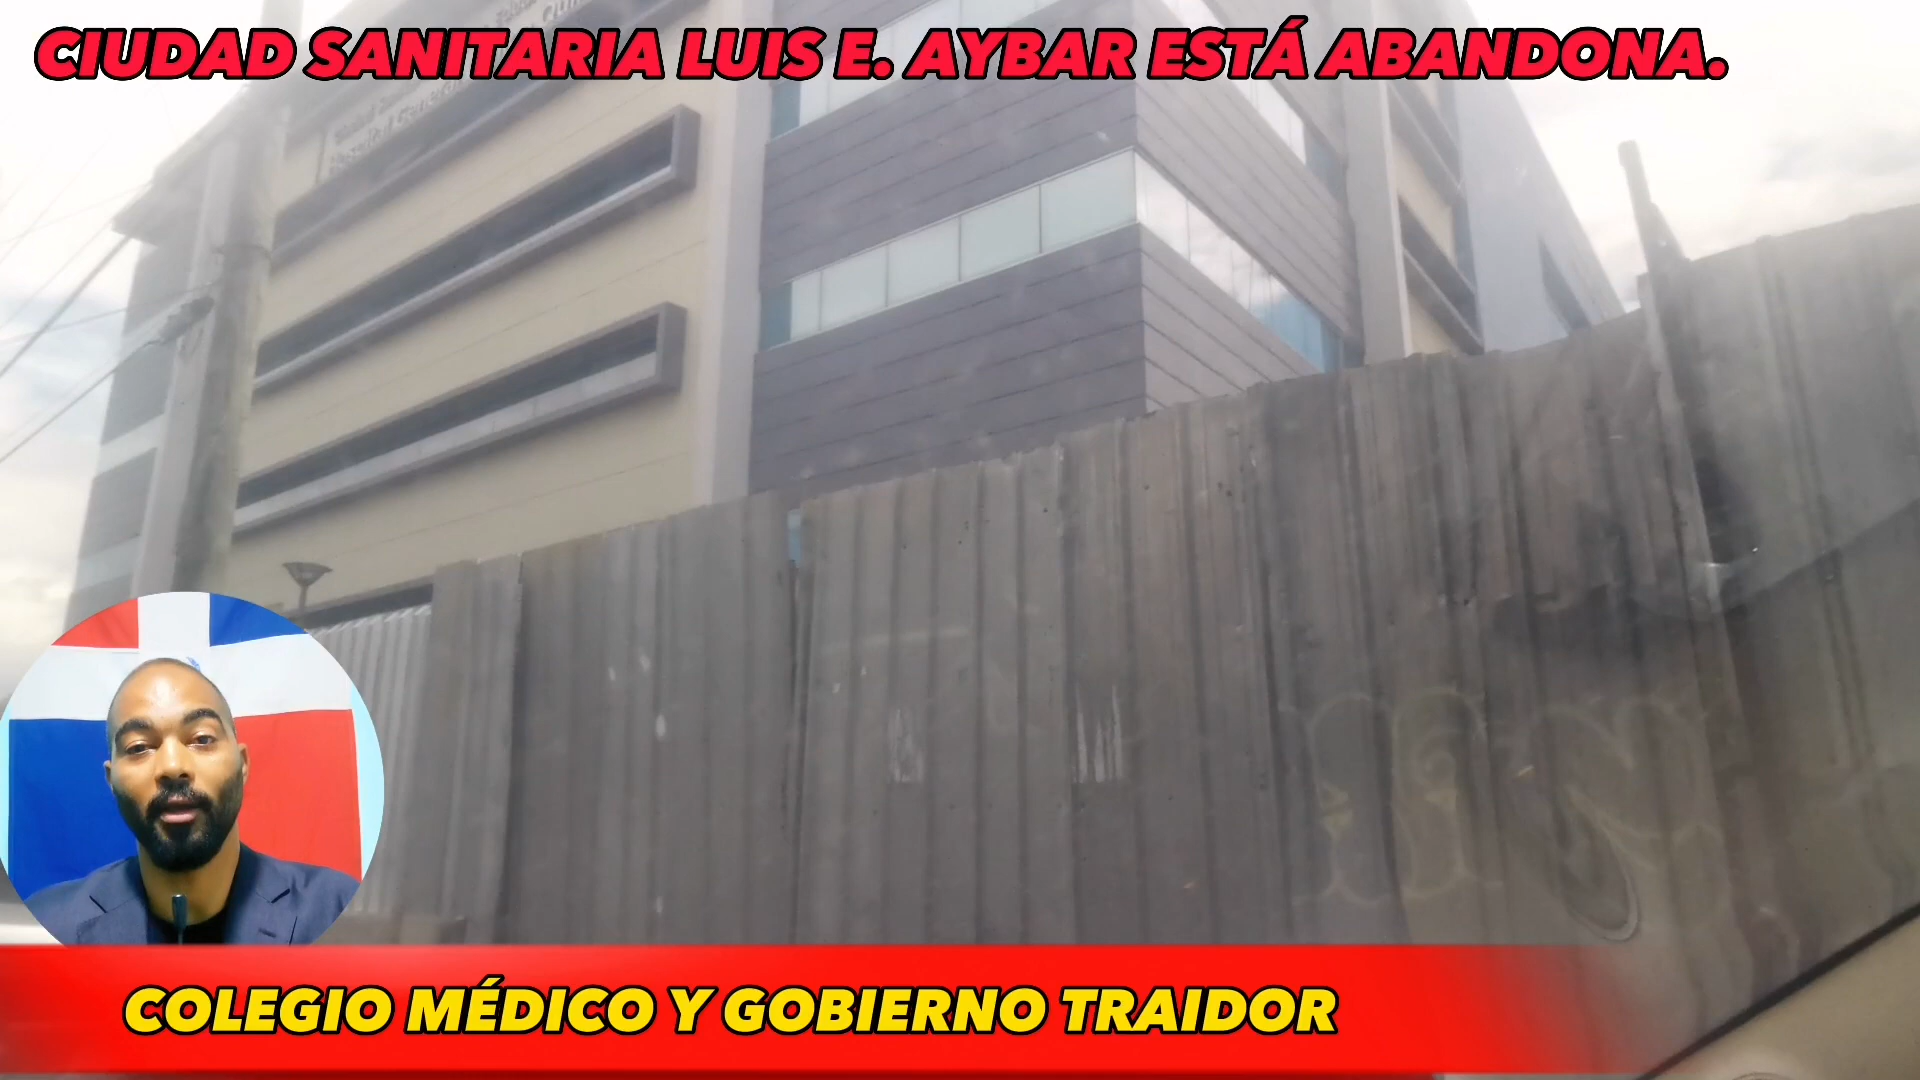 CIUDAD SANITARIA LUIS E. AYBAR ESTÁ ABANDONA.
COLEGIO MÉDICO Y GOBIERNO TRAIDOR